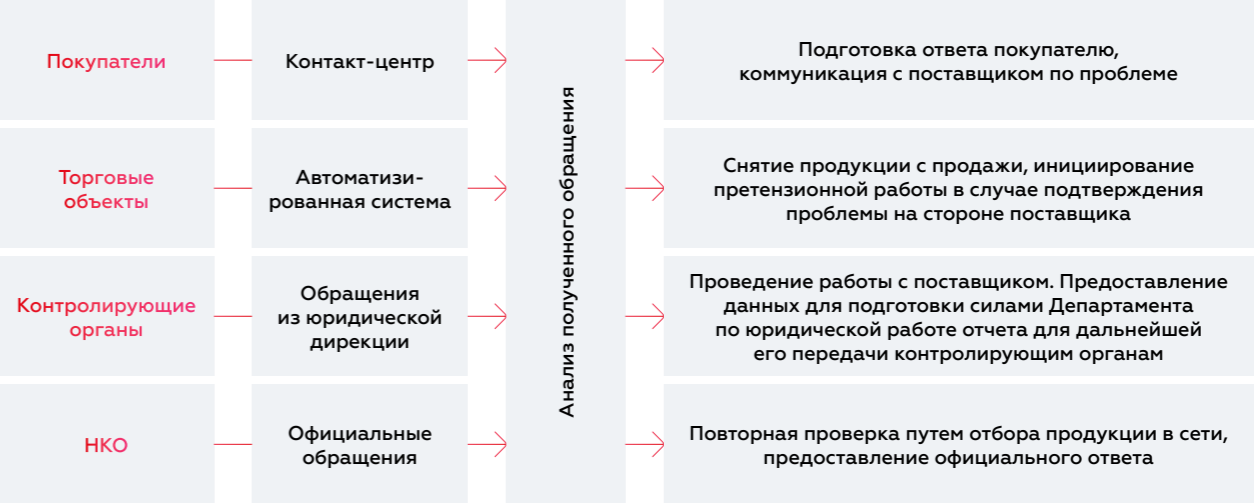 Покупатели
Контакт-центр
Подготовка ответа покупателю,
коммуникация с поставщиком по проблеме
Торговые
объекты
Автоматизи-
рованная система
Снятие продукции с продажи, инициирование
претензионной работы в случае подтверждения
проблемы на стороне поставщика
Анализ полученного обращения
Контролирующие
органы
Обращения
из юридической
дирекции
Проведение работы с поставщиком. Предоставление
данных для подготовки силами Департамента
по юридической работе отчета для дальнейшей
его передачи контролирующим органам
НКО
Официальные
обращения
Повторная проверка путем отбора продукции в сети,
предоставление официального ответа